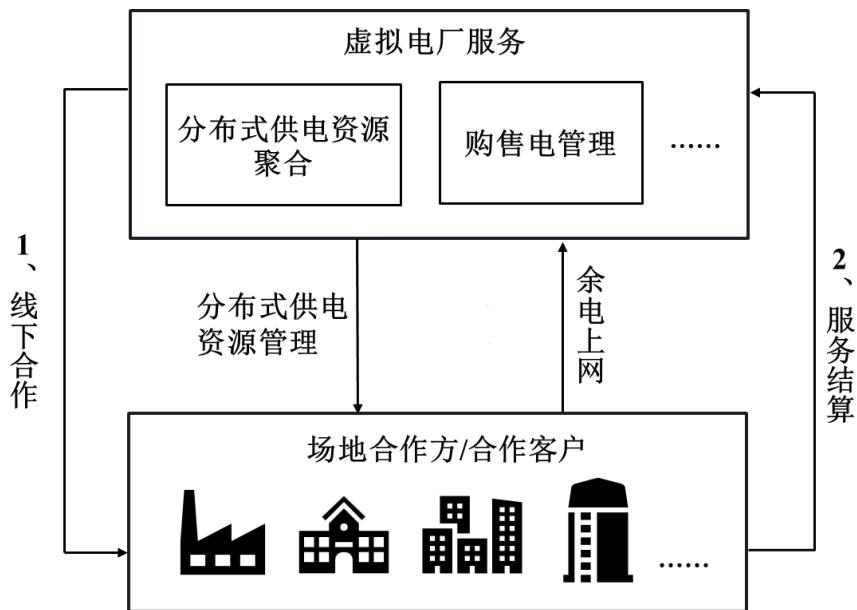 虚拟电厂服务
分布式供电资源
聚合
购售电管理
……
1、线下合作
分布式供电
资源管理
余电上网
2、服务结算
场地合作方/合作客户
……